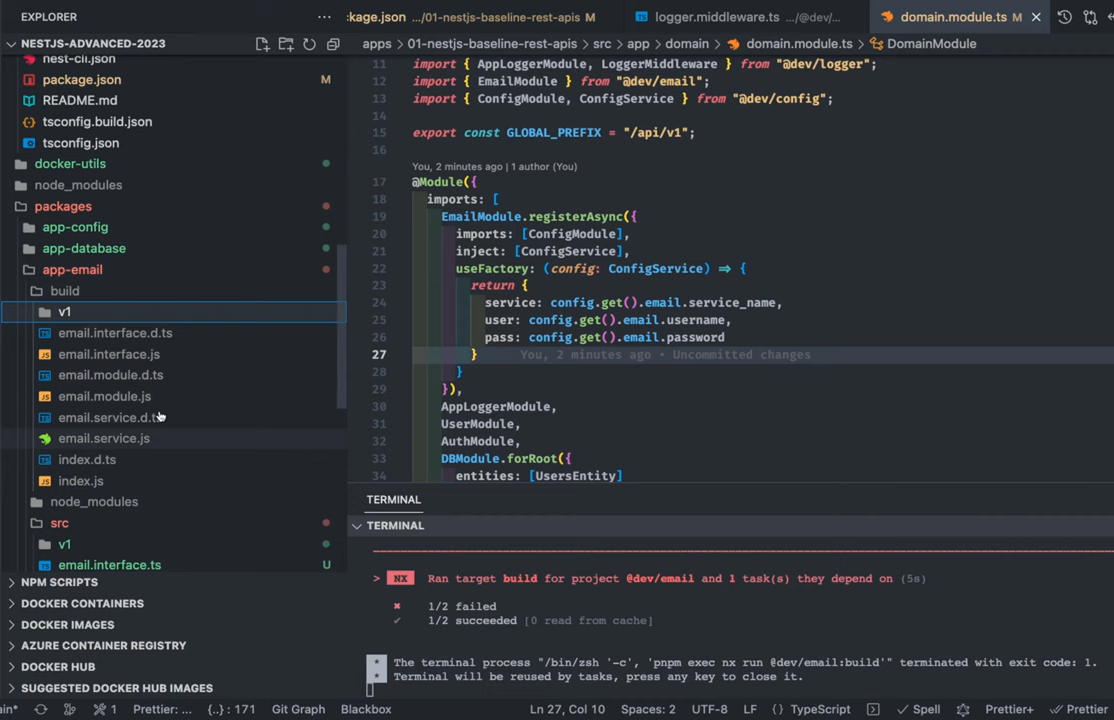 EXPLORER
NESTJS-ADVANCED-2023
nest-cli.json
package.json M
README.md
tsconfig.build.json
tsconfig.json
docker-utils
node_modules
packages
app-config
app-database
app-email
build
v1
email.interface.d.ts
email.interface.js
email.module.d.ts
email.module.js
email.service.d.ts
email.service.js
index.d.ts
index.js
node_modules
src
v1
email.interface.ts U
NPM SCRIPTS
DOCKER CONTAINERS
DOCKER IMAGES
AZURE CONTAINER REGISTRY
DOCKER HUB
SUGGESTED DOCKER HUB IMAGES
:kage.json .../01-nestjs-baseline-rest-apis M
logger.middleware.ts .../@dev/...
domain.module.ts M
apps > 01-nestjs-baseline-rest-apis > src > app > domain > domain.module.ts > DomainModule
11 import { AppLoggerModule, LoggerMiddleware } from "@dev/logger";
12 import { EmailModule } from "@dev/email";
13 import { ConfigModule, ConfigService } from "@dev/config";
15 export const GLOBAL_PREFIX = "/api/v1";
16
You, 2 minutes ago | 1 author (You)
17 @Module({
18 imports: [
19 EmailModule.registerAsync({
20 imports: [ConfigModule],
21 inject: [ConfigService],
22 useFactory: (config: ConfigService) => {
23 return {
24 service: config.get().email.service_name,
25 user: config.get().email.username,
26 pass: config.get().email.password
27 } You, 2 minutes ago • Uncommitted changes
28 }
29 }),
30 AppLoggerModule,
31 UserModule,
32 AuthModule,
33 DBModule.forRoot({
34 entities: [UsersEntity]
TERMINAL
TERMINAL
> NX Ran target build for project @dev/email and 1 task(s) they depend on (5s)
✖ 1/2 failed
✓ 1/2 succeeded [0 read from cache]
* The terminal process "/bin/zsh '-c', 'pnpm exec nx run @dev/email:build'" terminated with exit code: 1.
* Terminal will be reused by tasks, press any key to close it.
ain* 1 Prettier: ... {..} : 171 Git Graph Blackbox Ln 27, Col 10 Spaces: 2 UTF-8 LF {} TypeScript Spell Prettier+ Prettier